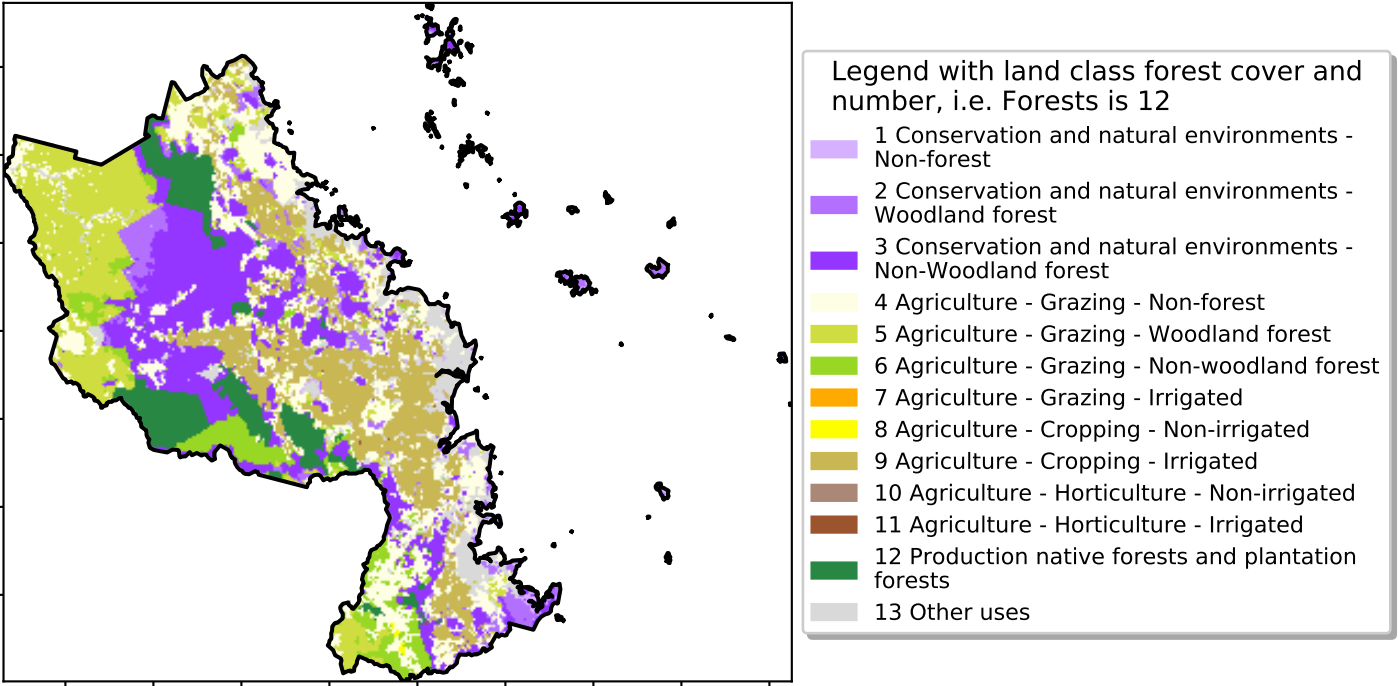 Legend with land class forest cover and
number, i.e. Forests is 12
1 Conservation and natural environments -
Non-forest
2 Conservation and natural environments -
Woodland forest
3 Conservation and natural environments -
Non-Woodland forest
4 Agriculture - Grazing - Non-forest
5 Agriculture - Grazing - Woodland forest
6 Agriculture - Grazing - Non-woodland forest
7 Agriculture - Grazing - Irrigated
8 Agriculture - Cropping - Non-irrigated
9 Agriculture - Cropping - Irrigated
10 Agriculture - Horticulture - Non-irrigated
11 Agriculture - Horticulture - Irrigated
12 Production native forests and plantation
forests
13 Other uses